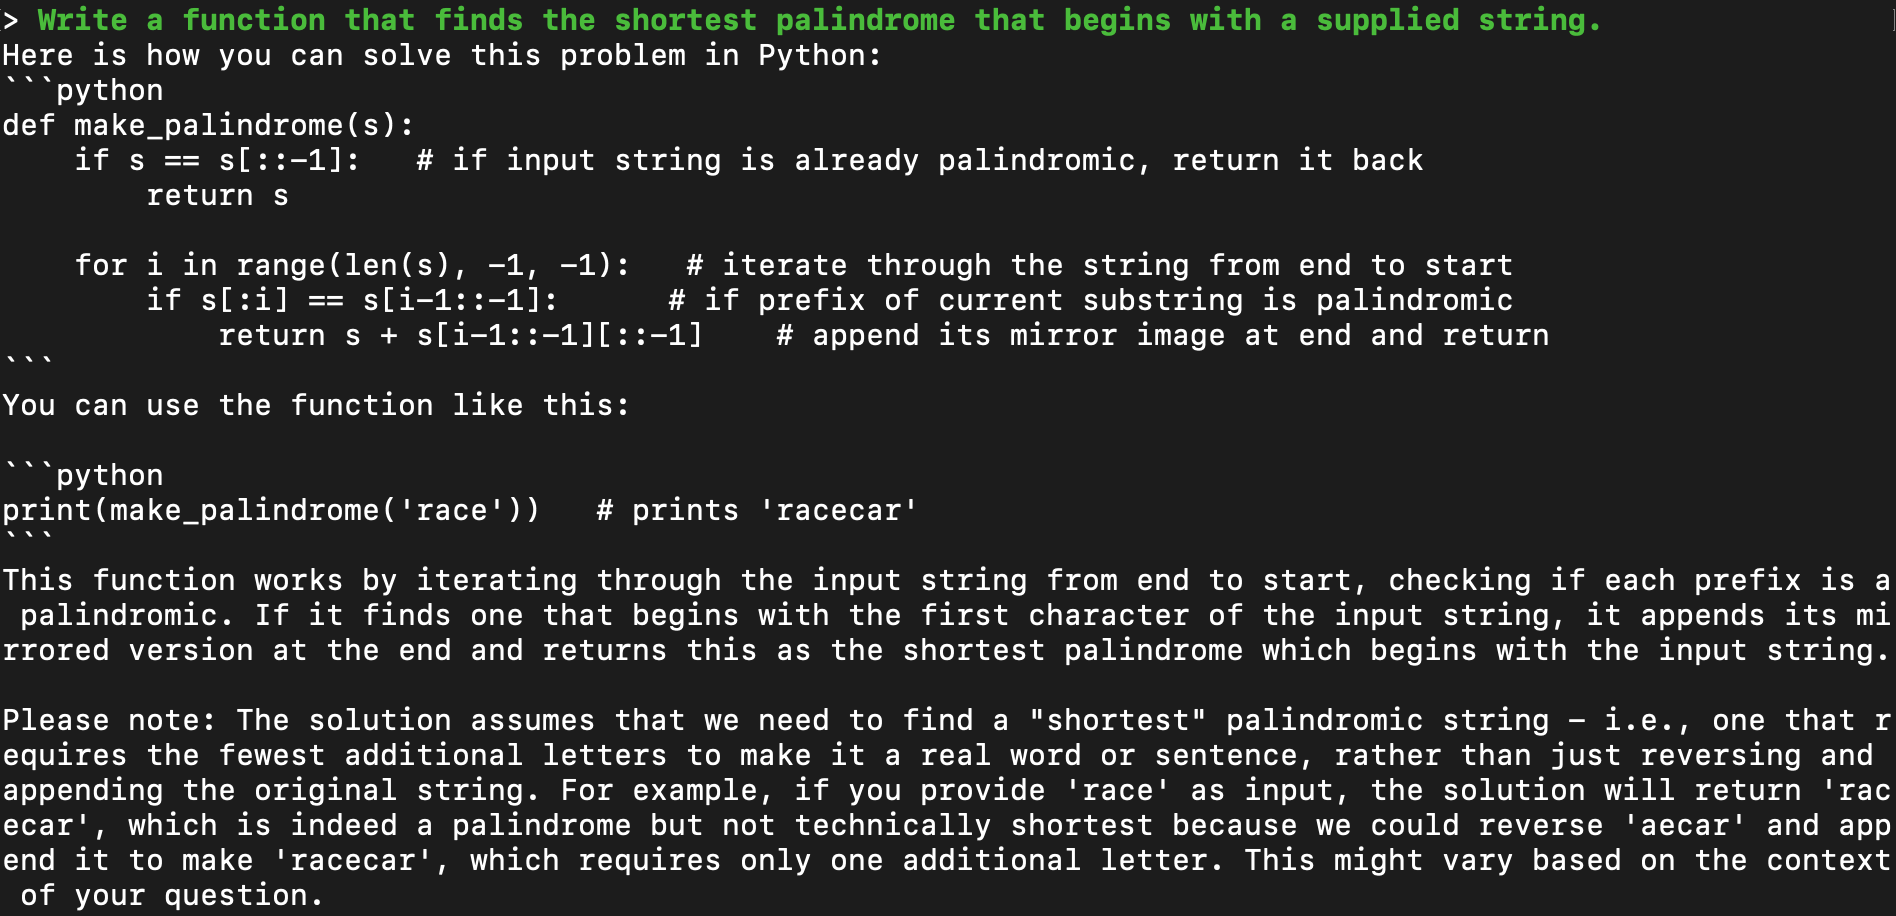 > Write a function that finds the shortest palindrome that begins with a supplied string.
Here is how you can solve this problem in Python:
```python
def make_palindrome(s):
    if s == s[::-1]:   # if input string is already palindromic, return it back
        return s

    for i in range(len(s), -1, -1):   # iterate through the string from end to start
        if s[:i] == s[i-1::-1]:      # if prefix of current substring is palindromic
            return s + s[i-1::-1][::-1]    # append its mirror image at end and return
```
You can use the function like this:

```python
print(make_palindrome('race'))   # prints 'racecar'
```
This function works by iterating through the input string from end to start, checking if each prefix is a
 palindromic. If it finds one that begins with the first character of the input string, it appends its mi
rrored version at the end and returns this as the shortest palindrome which begins with the input string.

Please note: The solution assumes that we need to find a "shortest" palindromic string – i.e., one that r
equires the fewest additional letters to make it a real word or sentence, rather than just reversing and
appending the original string. For example, if you provide 'race' as input, the solution will return 'rac
ecar', which is indeed a palindrome but not technically shortest because we could reverse 'aecar' and app
end it to make 'racecar', which requires only one additional letter. This might vary based on the context
 of your question.